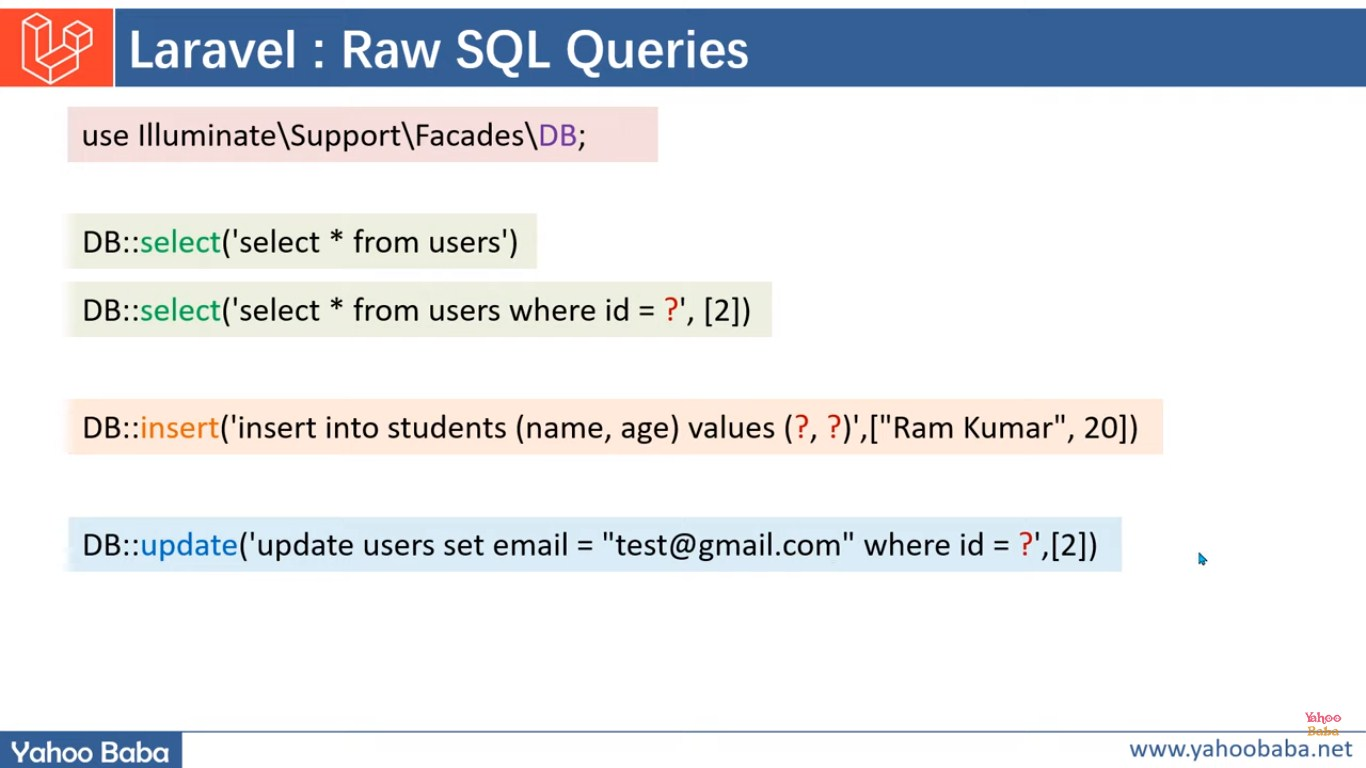 Laravel : Raw SQL Queries
use Illuminate\Support\Facades\DB;
DB::select('select * from users')
DB::select('select * from users where id = ?', [2])
DB::insert('insert into students (name, age) values (?, ?)',["Ram Kumar", 20])
DB::update('update users set email = "test@gmail.com" where id = ?',[2])
Yahoo
Baba
Yahoo Baba
www.yahoobaba.net